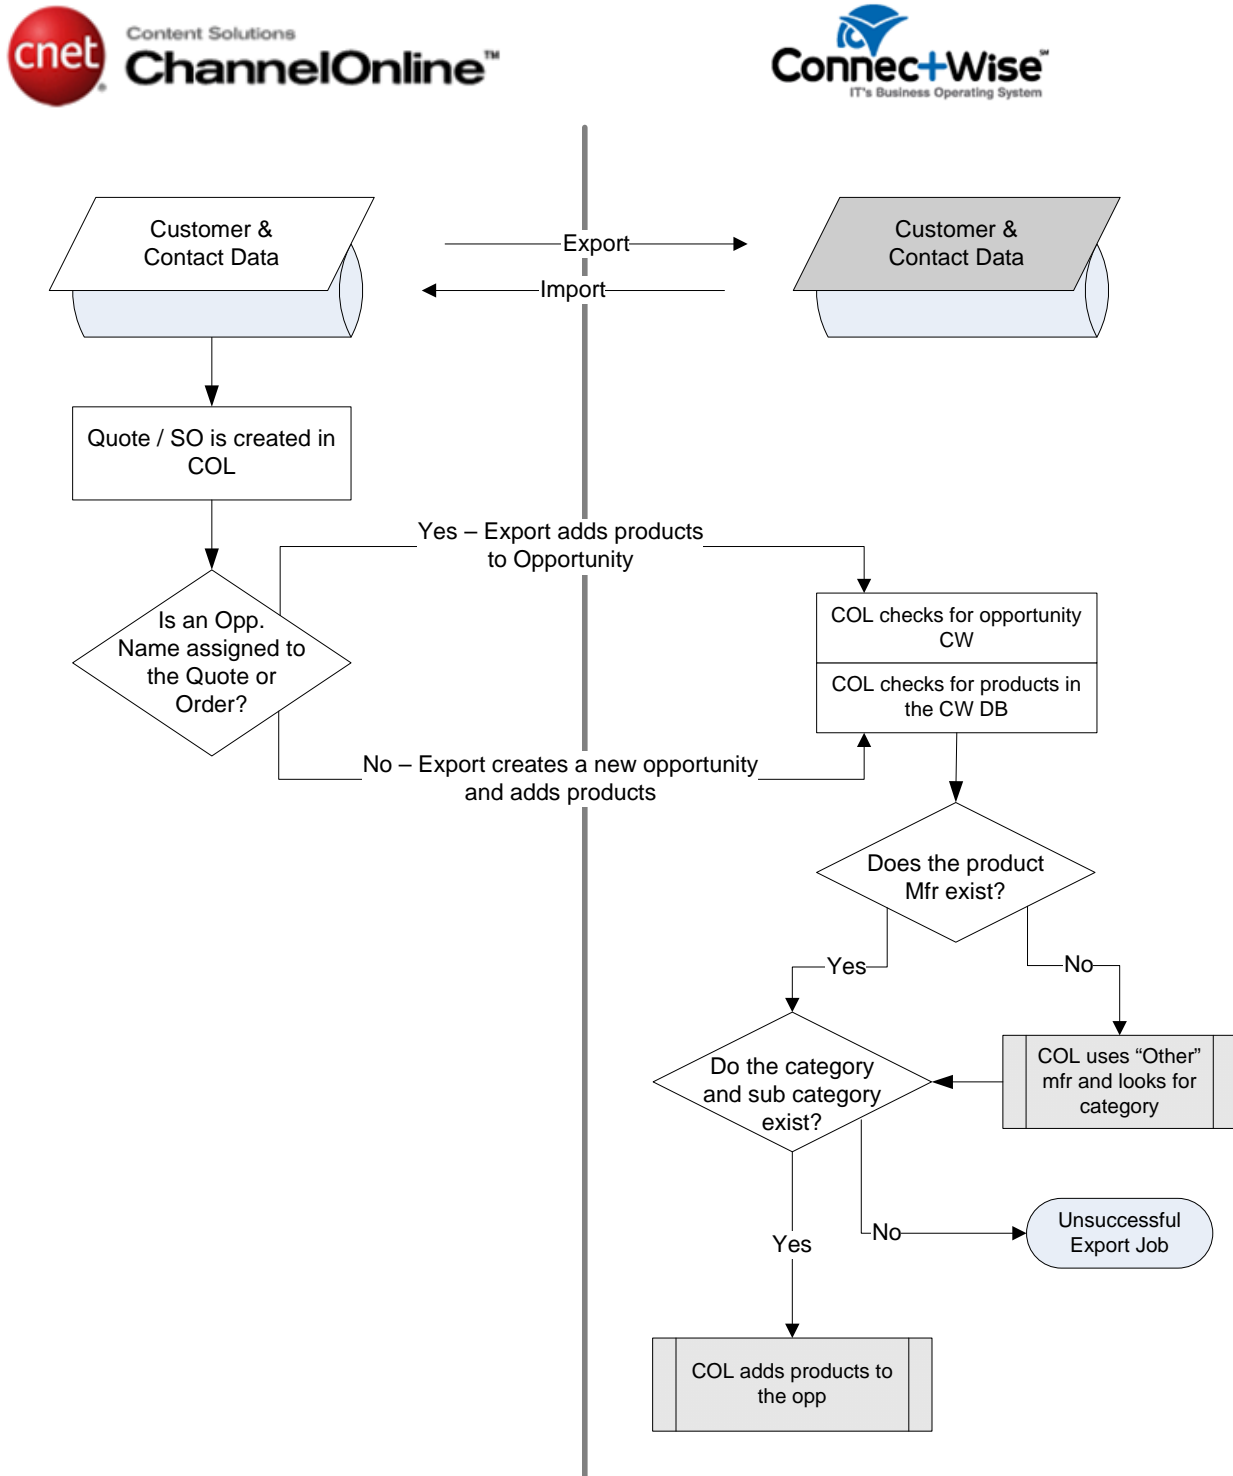 cnet
Content Solutions
ChannelOnline™
Connec+Wise℠
IT's Business Operating System
Customer &
Contact Data
Export
Import
Customer &
Contact Data
Quote / SO is created in
COL
Yes – Export adds products
to Opportunity
Is an Opp.
Name assigned to
the Quote or
Order?
COL checks for opportunity
CW
COL checks for products in
the CW DB
No – Export creates a new opportunity
and adds products
Does the product
Mfr exist?
Yes
No
Do the category
and sub category
exist?
COL uses “Other”
mfr and looks for
category
Yes
No
Unsuccessful
Export Job
COL adds products to
the opp